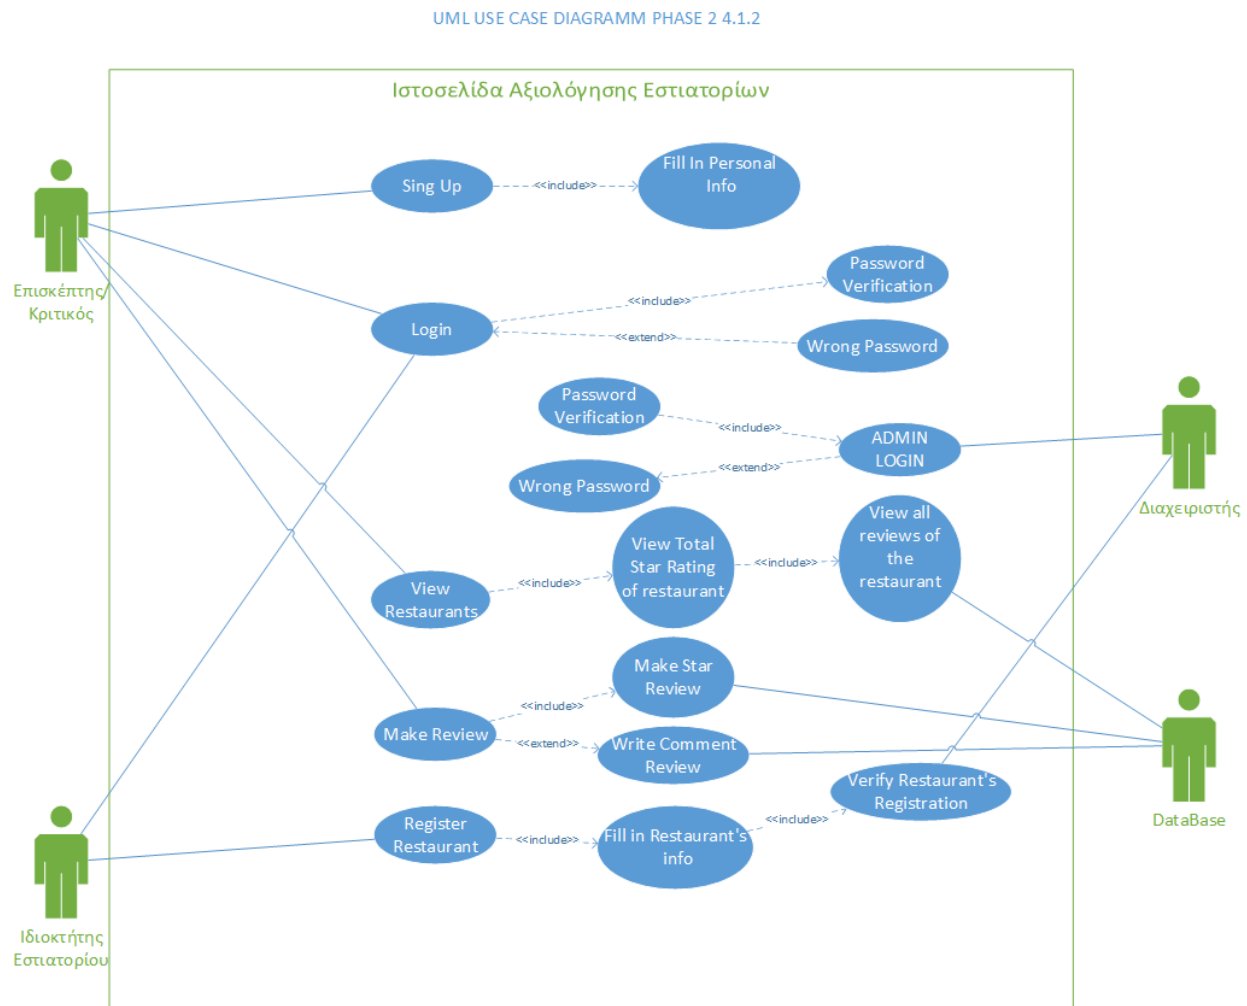 UML USE CASE DIAGRAMM PHASE 2 4.1.2
Ιστοσελίδα Αξιολόγησης Εστιατορίων
Sing Up
<<include>>
Fill In Personal
Info
Επισκέπτης/
Κριτικός
Login
<<include>>
Password
Verification
<<extend>>
Wrong Password
Password
Verification
<<include>>
ADMIN
LOGIN
<<extend>>
Wrong Password
Διαχειριστής
View
Restaurants
<<include>>
View Total
Star Rating
of restaurant
<<include>>
View all
reviews of
the
restaurant
Make Review
<<include>>
Make Star
Review
<<extend>>
Write Comment
Review
DataBase
Register
Restaurant
<<include>>
Fill in Restaurant's
info
<<include>>
Verify Restaurant's
Registration
Ιδιοκτήτης
Εστιατορίου